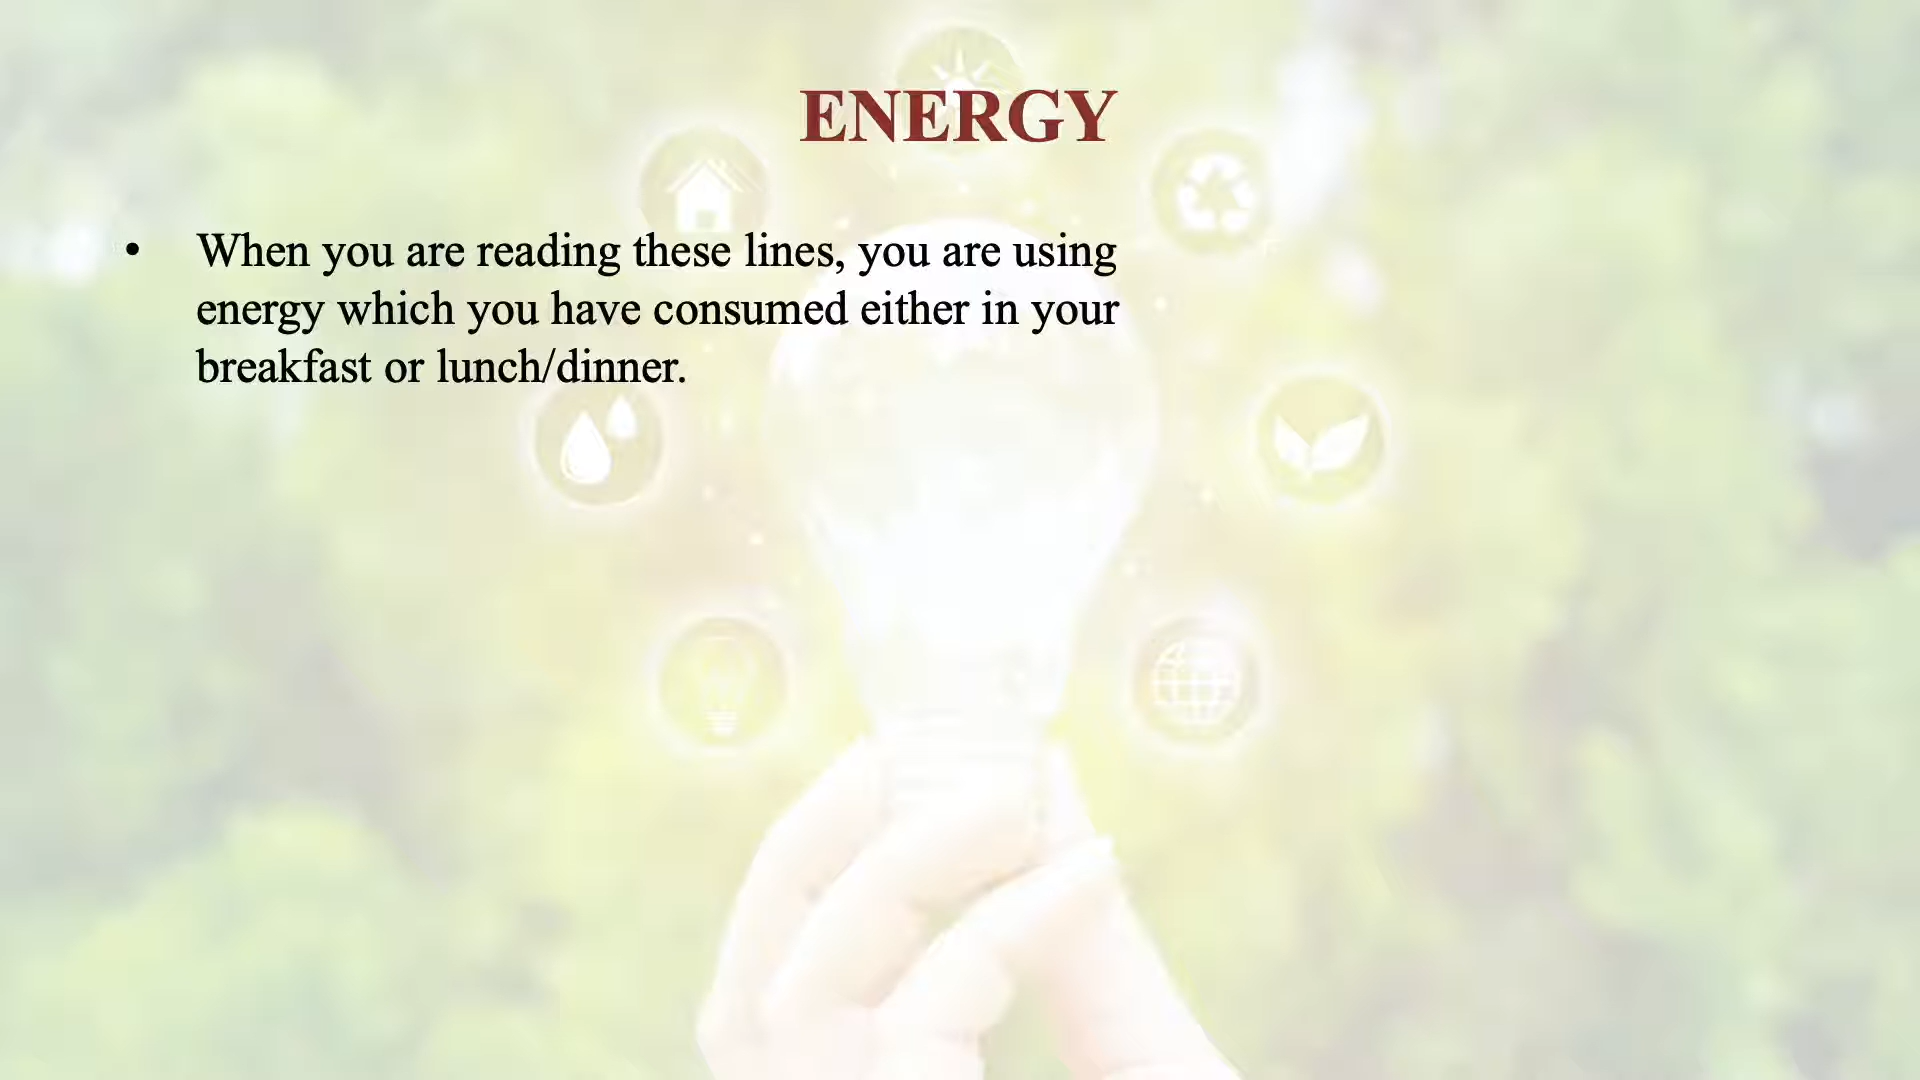 ENERGY
• When you are reading these lines, you are using
energy which you have consumed either in your
breakfast or lunch/dinner.